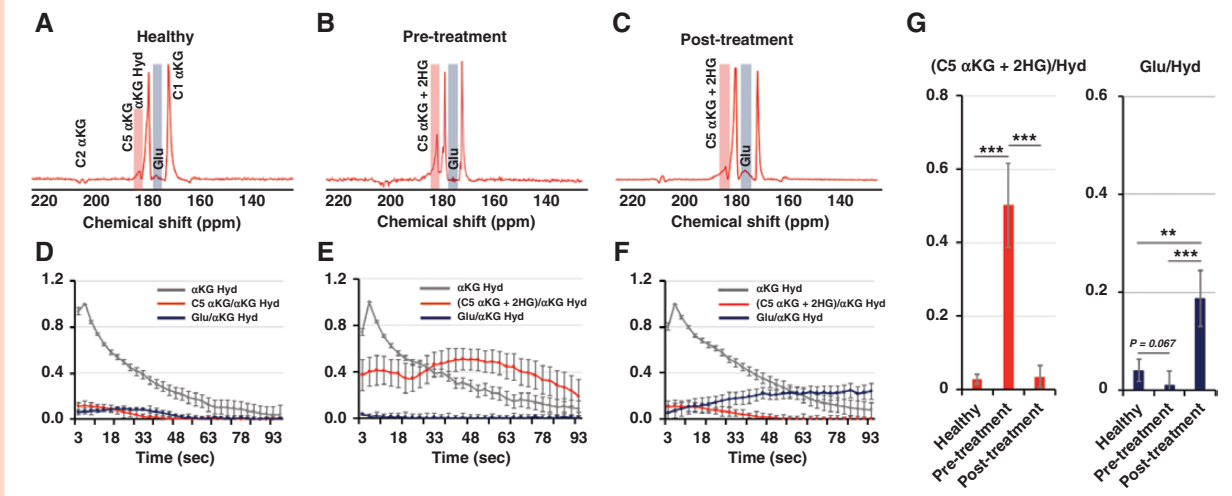 A
Healthy
C2 αKG
C5 αKG
αKG Hyd
Glu
C1 αKG
220 200 180 160 140
Chemical shift (ppm)
B
Pre-treatment
C5 αKG + 2HG
Glu
220 200 180 160 140
Chemical shift (ppm)
C
Post-treatment
C5 αKG + 2HG
Glu
220 200 180 160 140
Chemical shift (ppm)
D
1.2
0.8
0.4
0.0
αKG Hyd
C5 αKG/αKG Hyd
Glu/αKG Hyd
3 18 33 48 63 78 93
Time (sec)
E
1.2
0.8
0.4
0.0
αKG Hyd
(C5 αKG + 2HG)/αKG Hyd
Glu/αKG Hyd
3 18 33 48 63 78 93
Time (sec)
F
1.2
0.8
0.4
0.0
αKG Hyd
(C5 αKG + 2HG)/αKG Hyd
Glu/αKG Hyd
3 18 33 48 63 78 93
Time (sec)
G
(C5 αKG + 2HG)/Hyd
0.8
0.6
0.4
0.2
0
*** ***
Healthy
Pre-treatment
Post-treatment
Glu/Hyd
0.6
0.4
0.2
0
**
***
P = 0.067
Healthy
Pre-treatment
Post-treatment